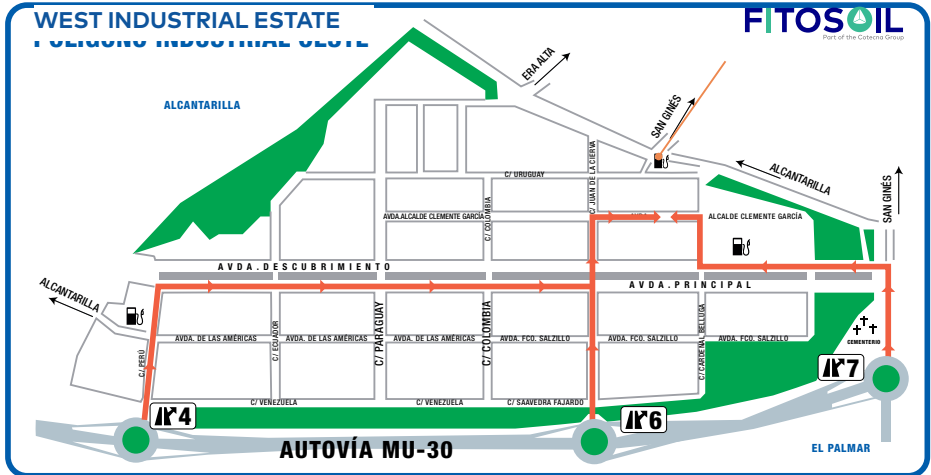 WEST INDUSTRIAL ESTATE
POLÍGONO INDUSTRIAL OESTE
FITOSOIL
Part of the Cotecna Group
ERA ALTA
ALCANTARILLA
SAN GINÉS
C/ JUAN DE LA CIERVA
C/ URUGUAY
ALCANTARILLA
SAN GINÉS
AVDA.ALCALDE CLEMENTE GARCÍA
C/ COLOMBIA
ALCALDE CLEMENTE GARCÍA
AVDA.DESCUBRIMIENTO
AVDA.PRINCIPAL
ALCANTARILLA
C/ PERÚ
AVDA. DE LAS AMÉRICAS
C/ ECUADOR
AVDA. DE LAS AMÉRICAS
C/ PARAGUAY
AVDA. DE LAS AMÉRICAS
C/ COLOMBIA
AVDA. FCO. SALZILLO
AVDA. FCO. SALZILLO
C/ CARDENAL BELLUGA
AVDA. FCO. SALZILLO
CEMENTERIO
7
C/ VENEZUELA
C/ VENEZUELA
C/ SAAVEDRA FAJARDO
4
6
AUTOVÍA MU-30
EL PALMAR